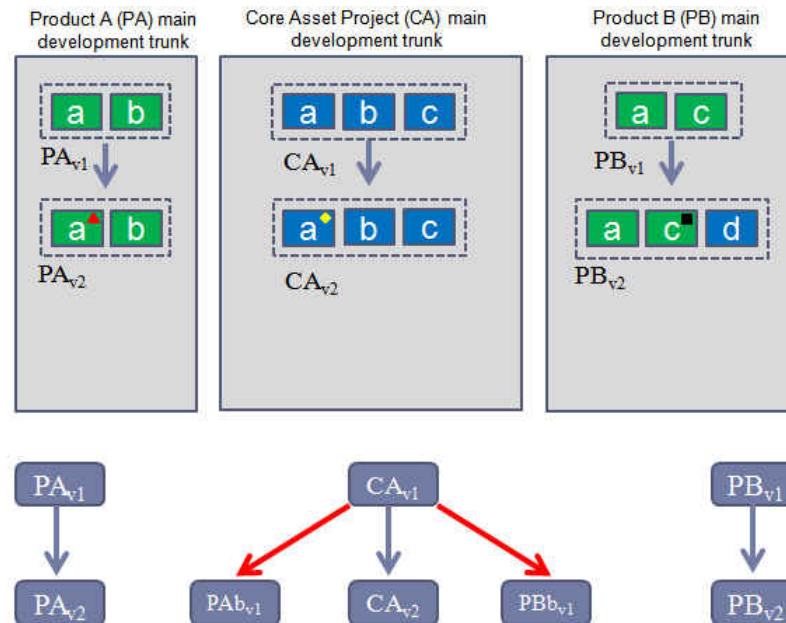 Product A (PA) main
development trunk
Core Asset Project (CA) main
development trunk
Product B (PB) main
development trunk
a b
a b c
a c
PAv1
CAv1
PBv1
a b
a b c
a c d
PAv2
CAv2
PBv2
PAv1
CAv1
PBv1
PAv2
PAbv1
CAv2
PBbv1
PBv2